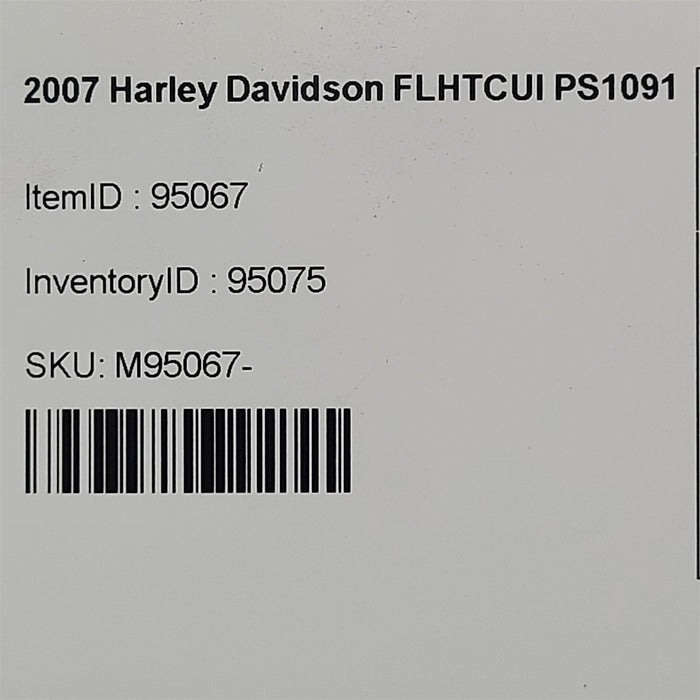 2007 Harley Davidson FLHTCUI PS1091
ItemID : 95067
InventoryID : 95075
SKU: M95067-